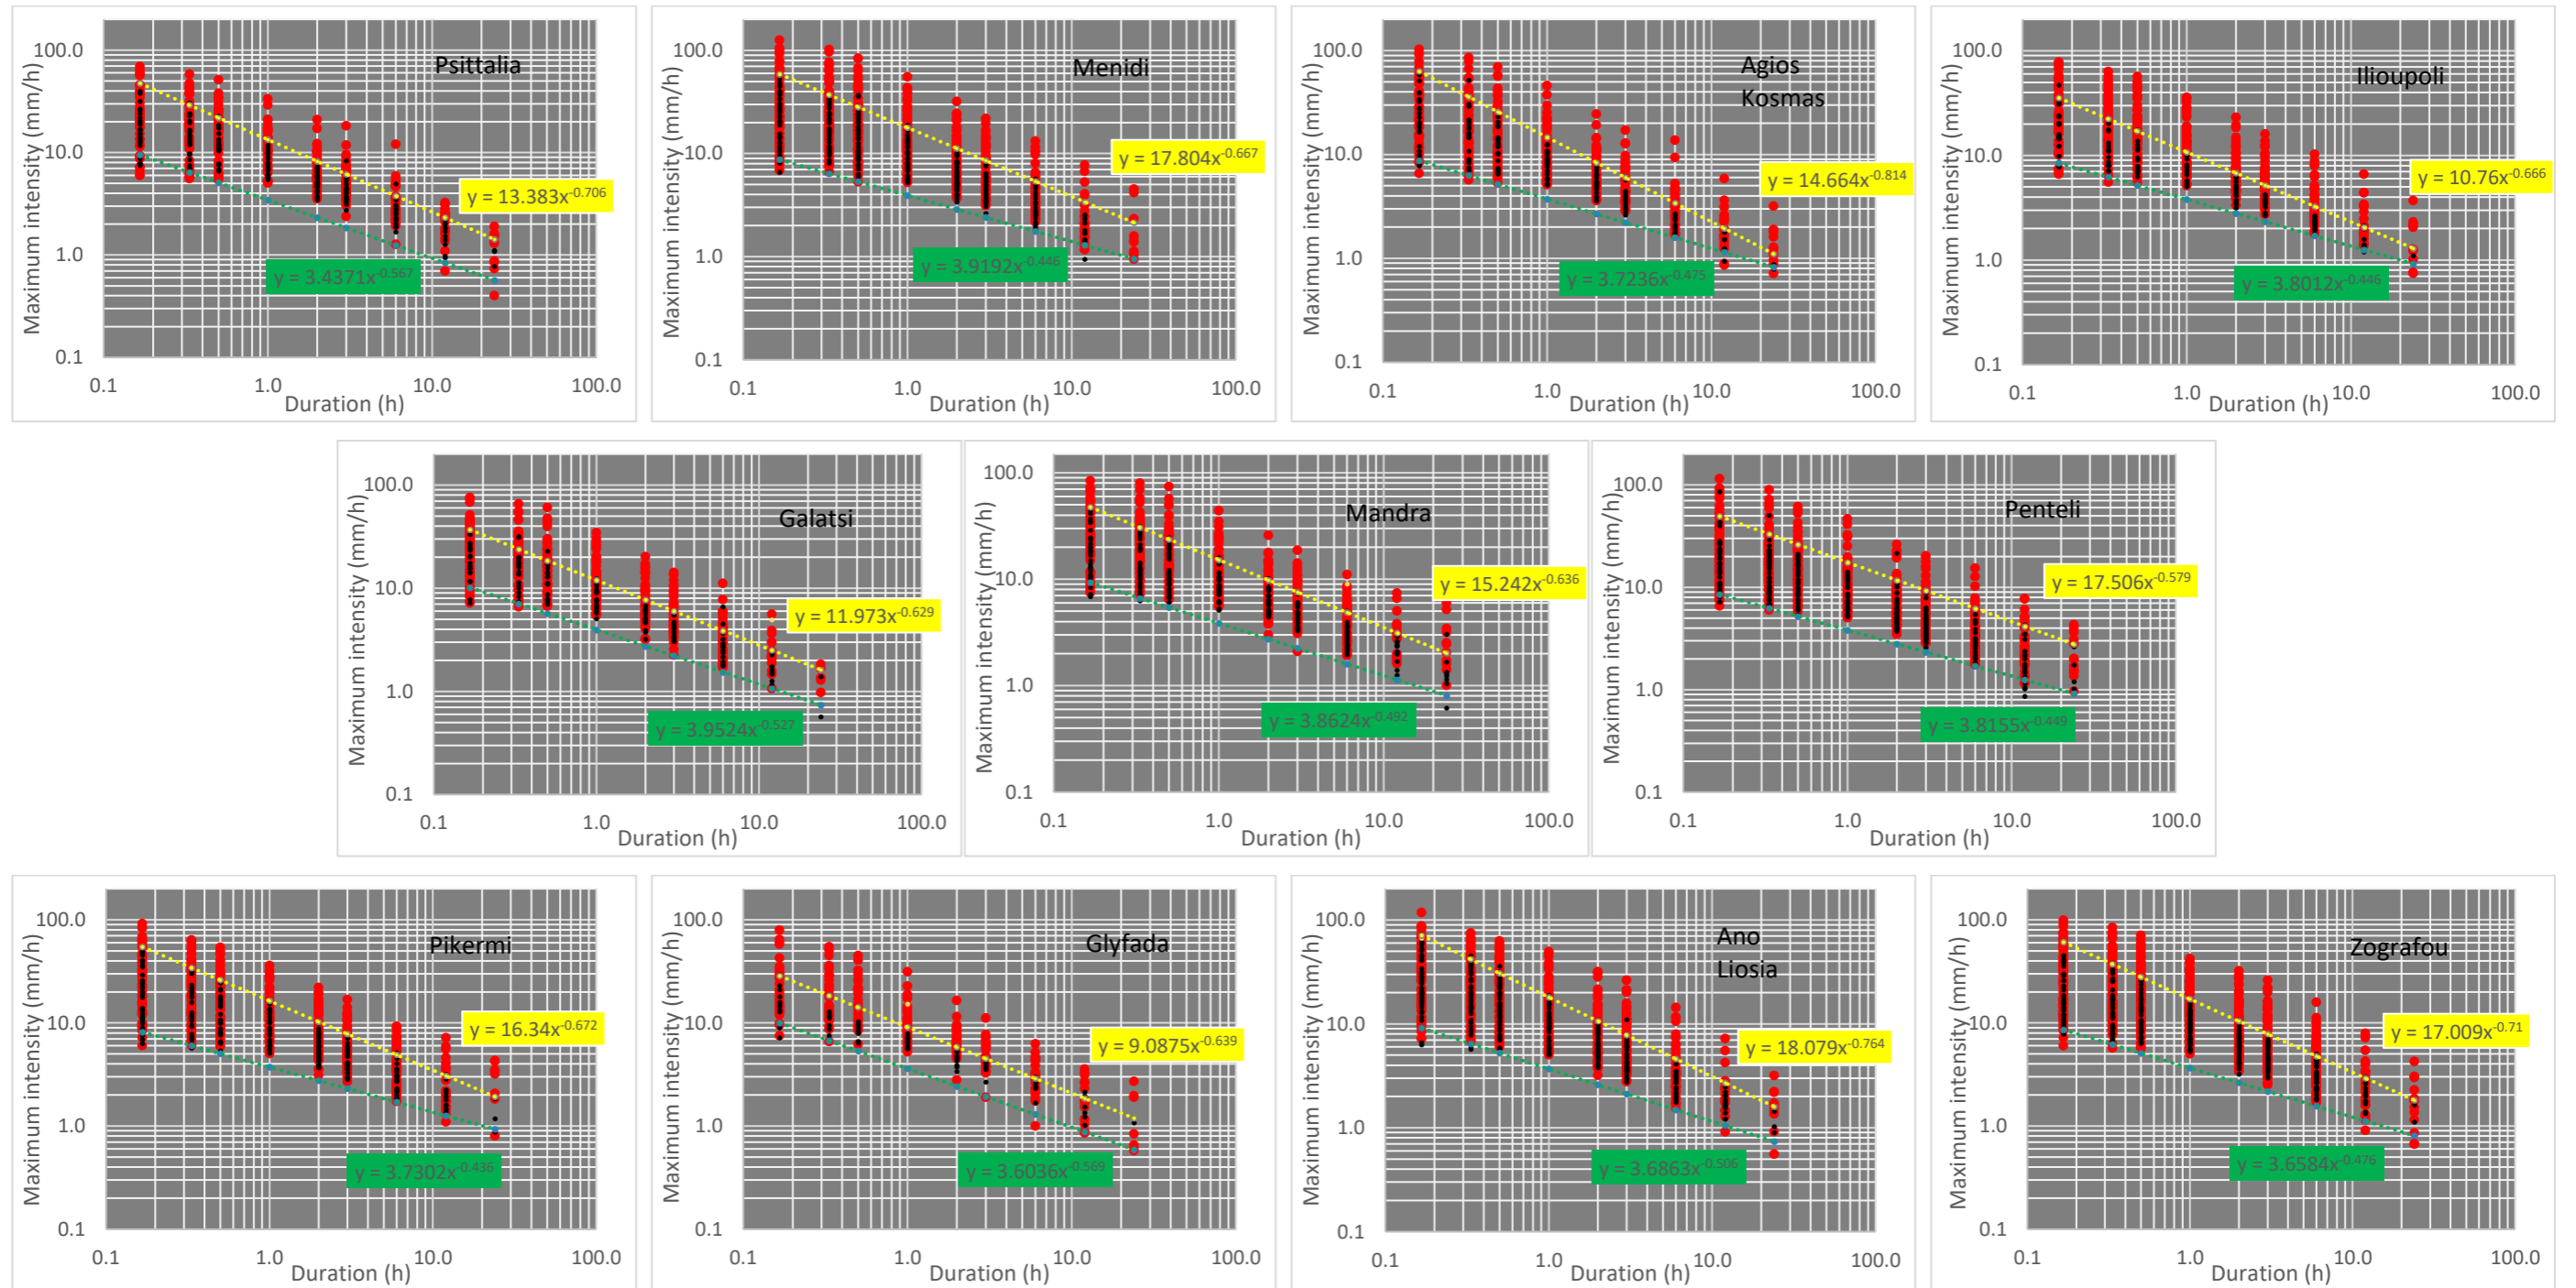 Psittalia
Maximum intensity (mm/h)
100.0
10.0
1.0
0.1
0.1 1.0 10.0 100.0
Duration (h)
y = 13.383x^-0.706
y = 3.4371x^-0.567
Menidi
Maximum intensity (mm/h)
100.0
10.0
1.0
0.1
0.1 1.0 10.0 100.0
Duration (h)
y = 17.804x^-0.667
y = 3.9192x^-0.446
Agios
Kosmas
Maximum intensity (mm/h)
100.0
10.0
1.0
0.1
0.1 1.0 10.0 100.0
Duration (h)
y = 14.664x^-0.814
y = 3.7236x^-0.475
Ilioupoli
Maximum intensity (mm/h)
100.0
10.0
1.0
0.1
0.1 1.0 10.0 100.0
Duration (h)
y = 10.76x^-0.666
y = 3.8012x^-0.446
Galatsi
Maximum intensity (mm/h)
100.0
10.0
1.0
0.1
0.1 1.0 10.0 100.0
Duration (h)
y = 11.973x^-0.629
y = 3.9524x^-0.527
Mandra
Maximum intensity (mm/h)
100.0
10.0
1.0
0.1
0.1 1.0 10.0 100.0
Duration (h)
y = 15.242x^-0.636
y = 3.8624x^-0.492
Penteli
Maximum intensity (mm/h)
100.0
10.0
1.0
0.1
0.1 1.0 10.0 100.0
Duration (h)
y = 17.506x^-0.579
y = 3.8155x^-0.449
Pikermi
Maximum intensity (mm/h)
100.0
10.0
1.0
0.1
0.1 1.0 10.0 100.0
Duration (h)
y = 16.34x^-0.672
y = 3.7302x^-0.436
Glyfada
Maximum intensity (mm/h)
100.0
10.0
1.0
0.1
0.1 1.0 10.0 100.0
Duration (h)
y = 9.0875x^-0.639
y = 3.6036x^-0.569
Ano
Liosia
Maximum intensity (mm/h)
100.0
10.0
1.0
0.1
0.1 1.0 10.0 100.0
Duration (h)
y = 18.079x^-0.764
y = 3.6863x^-0.506
Zografou
Maximum intensity (mm/h)
100.0
10.0
1.0
0.1
0.1 1.0 10.0 100.0
Duration (h)
y = 17.009x^-0.71
y = 3.6584x^-0.476